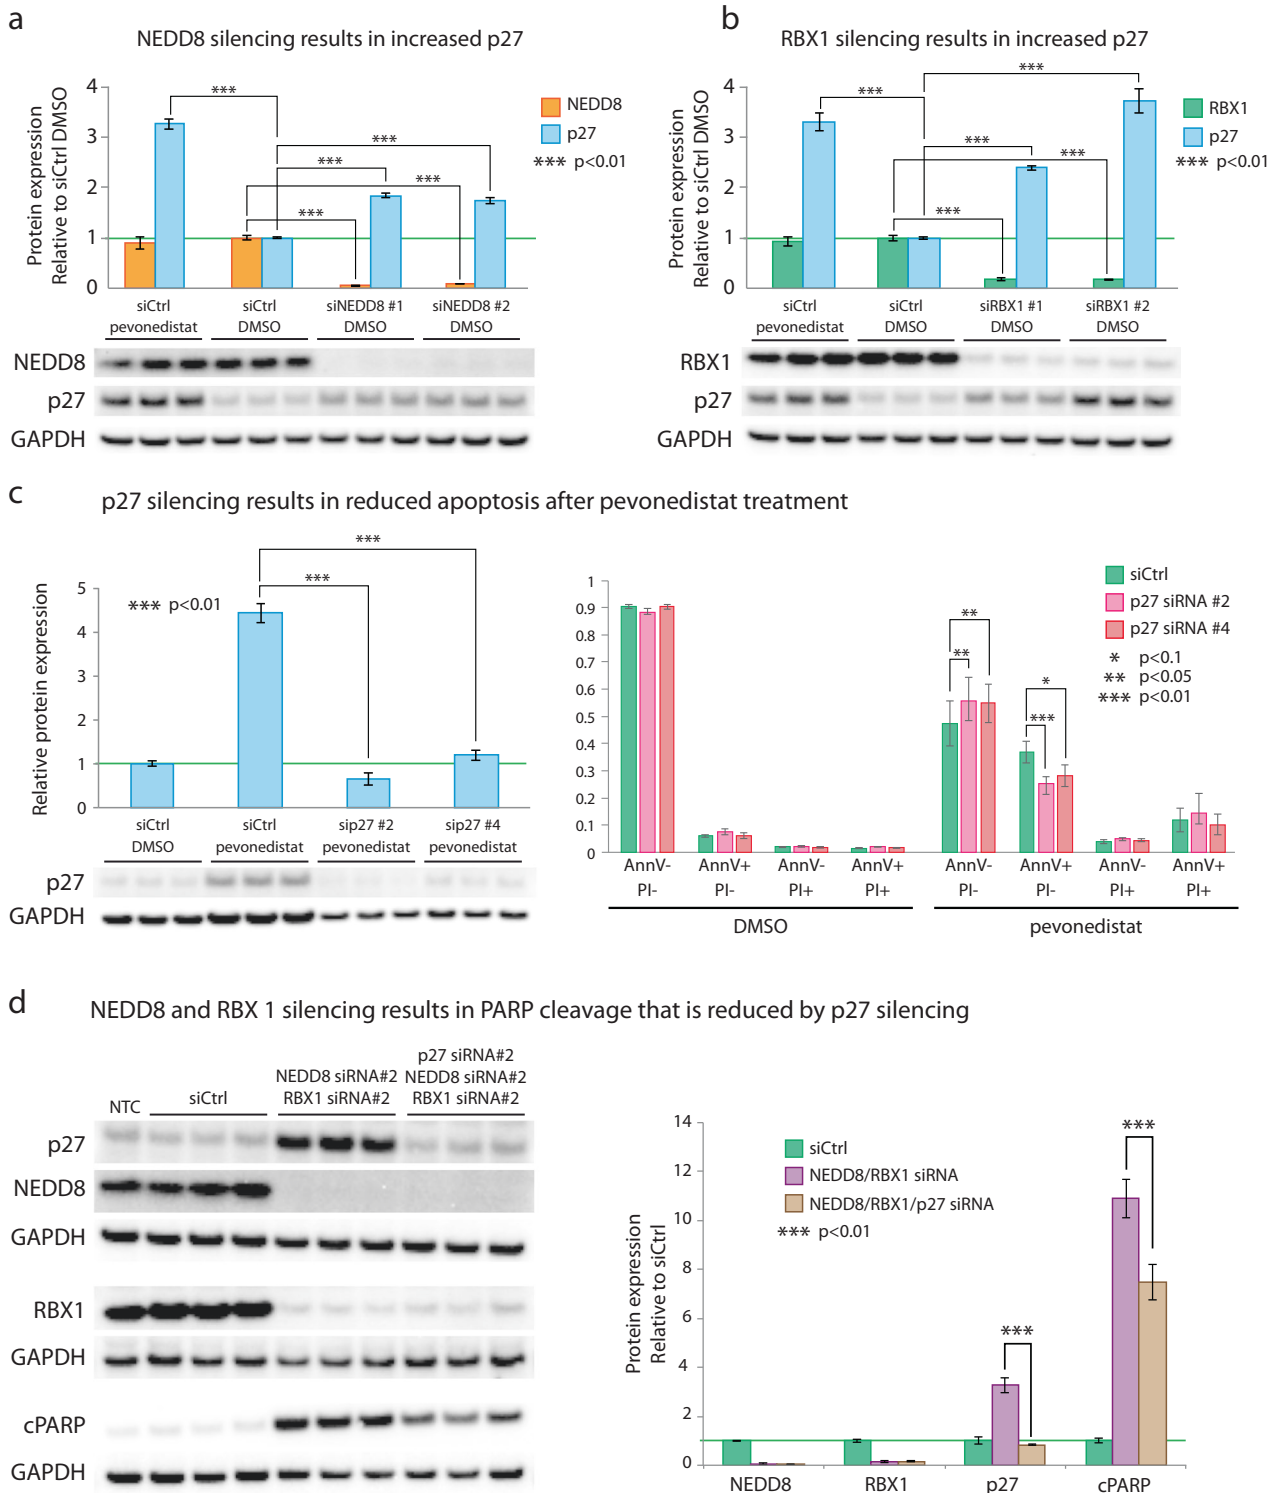 a
NEDD8 silencing results in increased p27
Protein expression
Relative to siCtrl DMSO
4
3
2
1
0
***
***
***
***
***
NEDD8
p27
*** p<0.01
siCtrl
pevonedistat
siCtrl
DMSO
siNEDD8 #1
DMSO
siNEDD8 #2
DMSO
NEDD8
p27
GAPDH
b
RBX1 silencing results in increased p27
Protein expression
Relative to siCtrl DMSO
4
3
2
1
0
***
***
***
***
***
RBX1
p27
*** p<0.01
siCtrl
pevonedistat
siCtrl
DMSO
siRBX1 #1
DMSO
siRBX1 #2
DMSO
RBX1
p27
GAPDH
c
p27 silencing results in reduced apoptosis after pevonedistat treatment
Relative protein expression
5
4
3
2
1
0
*** p<0.01
***
***
siCtrl
DMSO
siCtrl
pevonedistat
sip27 #2
pevonedistat
sip27 #4
pevonedistat
p27
GAPDH
1
0.9
0.8
0.7
0.6
0.5
0.4
0.3
0.2
0.1
0
**
**
*
***
siCtrl
p27 siRNA #2
p27 siRNA #4
* p<0.1
** p<0.05
*** p<0.01
AnnV- AnnV+ AnnV- AnnV+ AnnV- AnnV+ AnnV- AnnV+
PI- PI- PI+ PI+ PI- PI- PI+ PI+
DMSO pevonedistat
d
NEDD8 and RBX 1 silencing results in PARP cleavage that is reduced by p27 silencing
NTC
siCtrl
NEDD8 siRNA#2
RBX1 siRNA#2
p27 siRNA#2
NEDD8 siRNA#2
RBX1 siRNA#2
p27
NEDD8
GAPDH
RBX1
GAPDH
cPARP
GAPDH
Protein expression
Relative to siCtrl
14
12
10
8
6
4
2
0
siCtrl
NEDD8/RBX1 siRNA
NEDD8/RBX1/p27 siRNA
*** p<0.01
***
***
NEDD8 RBX1 p27 cPARP